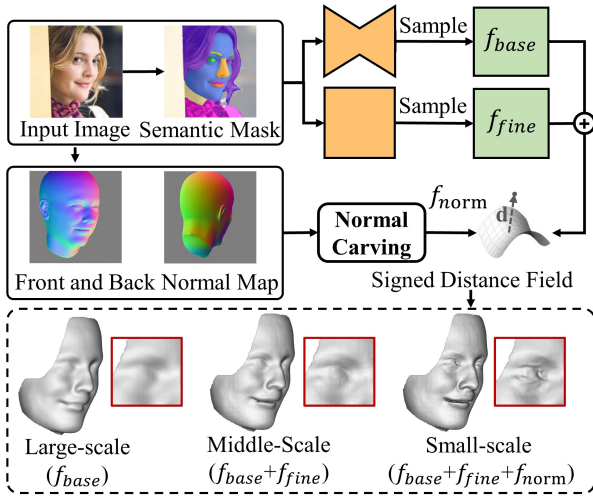 Sample
f_base
Input Image
Semantic Mask
Sample
f_fine
+
Front and Back Normal Map
Normal
Carving
f_norm
d
Signed Distance Field
Large-scale
(f_base)
Middle-Scale
(f_base+f_fine)
Small-scale
(f_base+f_fine+f_norm)